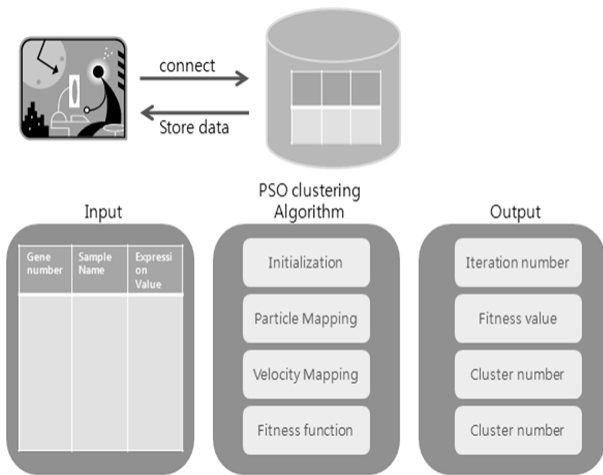 connect
Store data
Input
PSO clustering
Algorithm
Output
Gene
number
Sample
Name
Expressi
on
Value
Initialization
Particle Mapping
Velocity Mapping
Fitness function
Iteration number
Fitness value
Cluster number
Cluster number